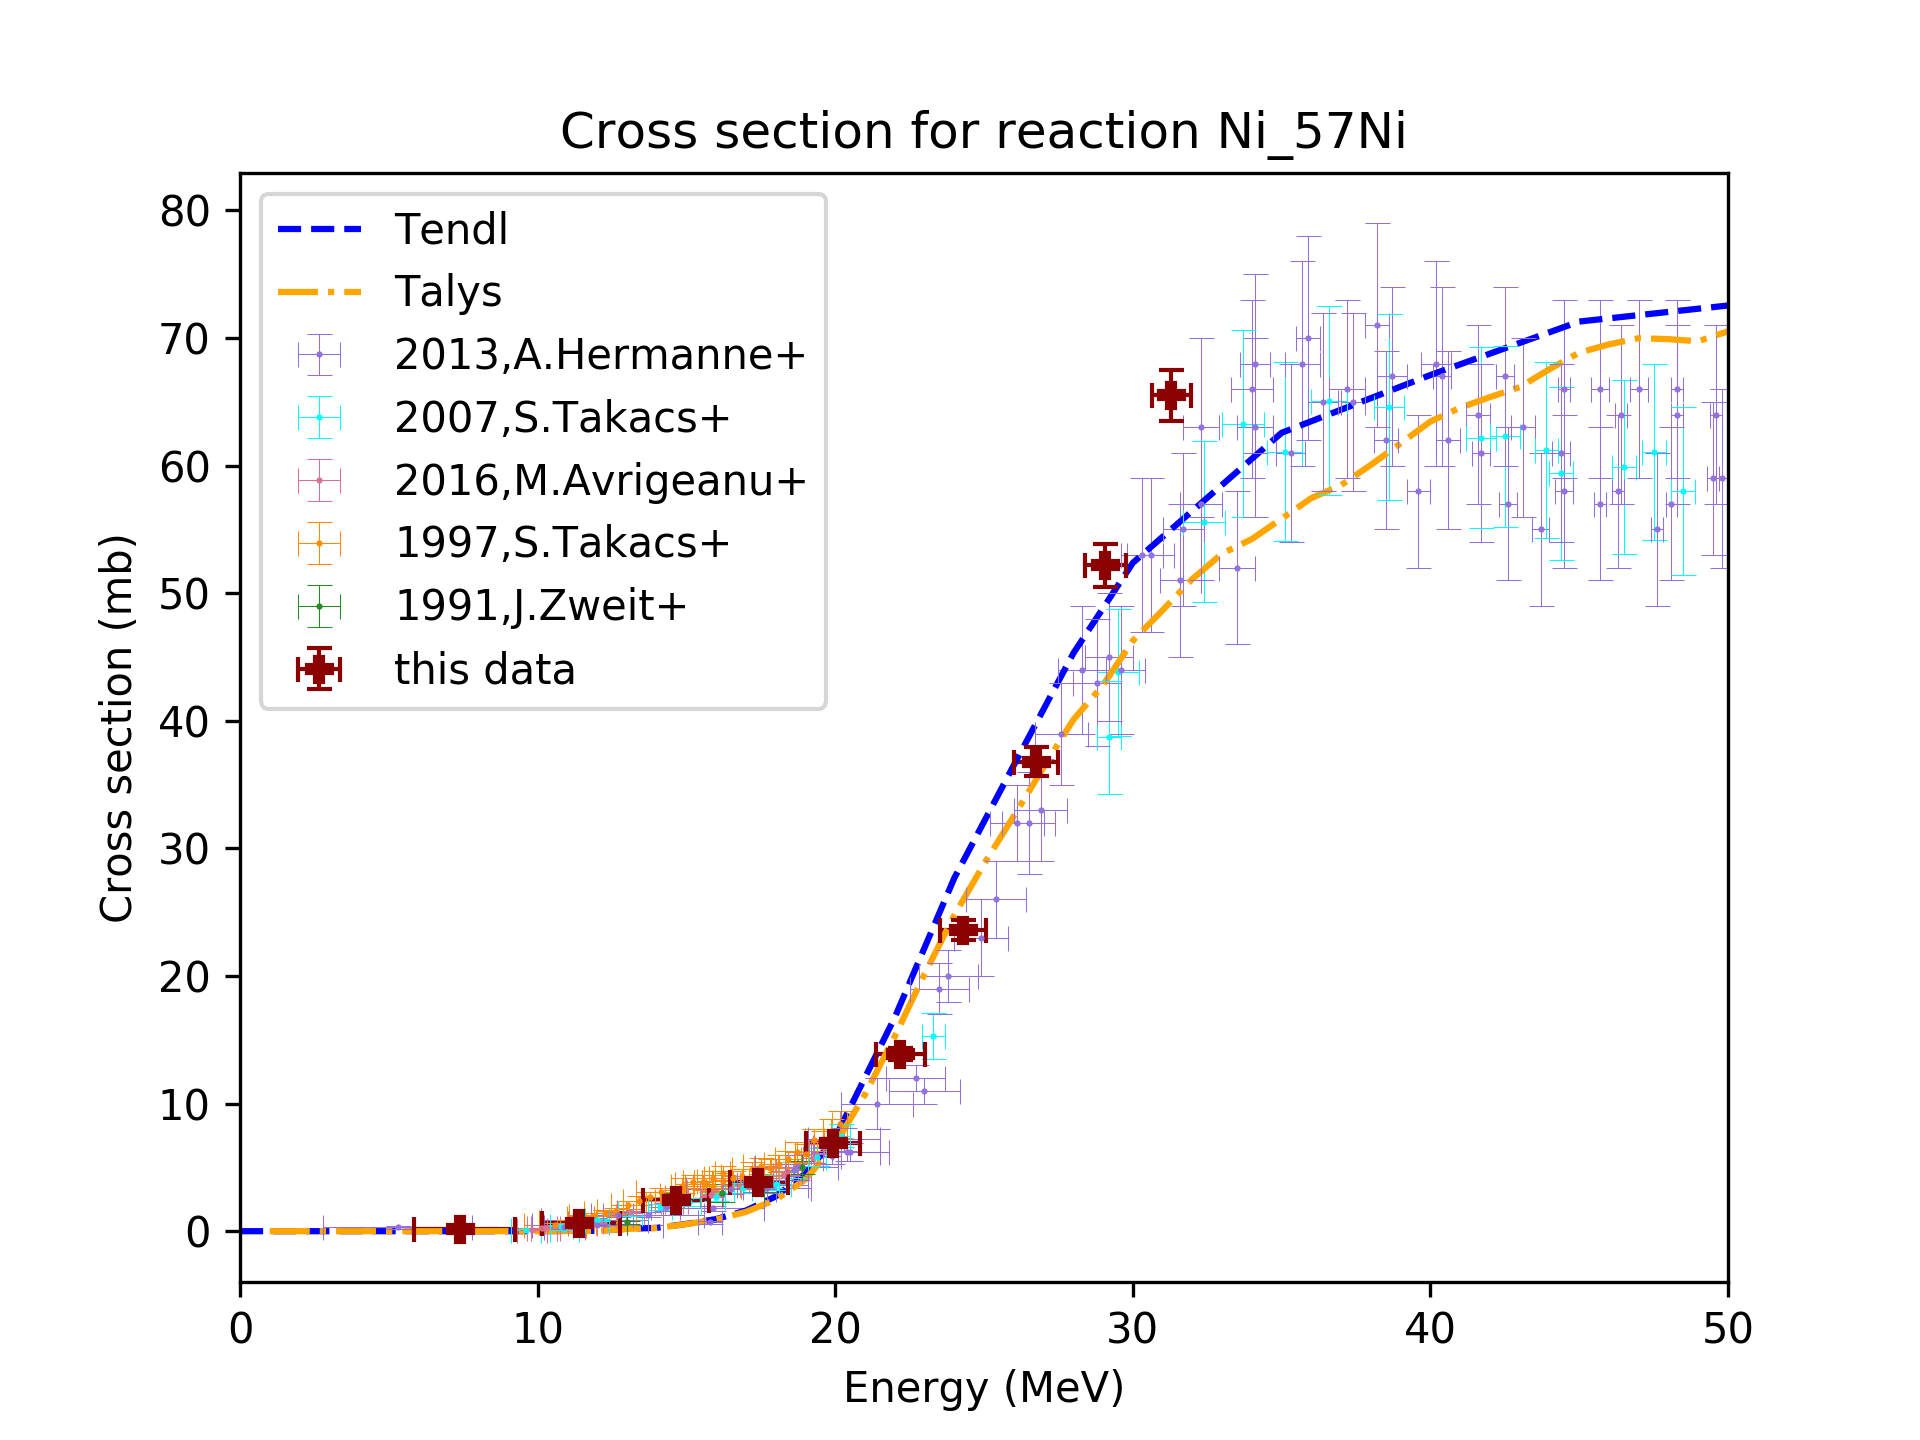 Cross section for reaction Ni_57Ni
Tendl
Talys
2013,A.Hermanne+
2007,S.Takacs+
2016,M.Avrigeanu+
1997,S.Takacs+
1991,J.Zweit+
this data
Cross section (mb)
80
70
60
50
40
30
20
10
0
0 10 20 30 40 50
Energy (MeV)